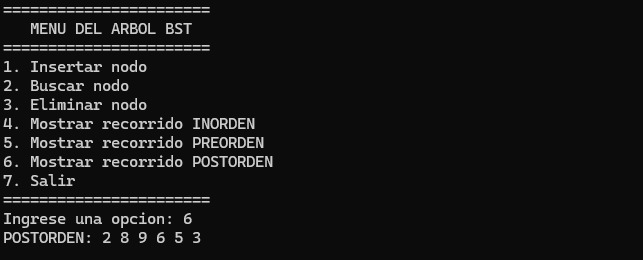 =======================
   MENU DEL ARBOL BST
=======================
1. Insertar nodo
2. Buscar nodo
3. Eliminar nodo
4. Mostrar recorrido INORDEN
5. Mostrar recorrido PREORDEN
6. Mostrar recorrido POSTORDEN
7. Salir
=======================
Ingrese una opcion: 6
POSTORDEN: 2 8 9 6 5 3